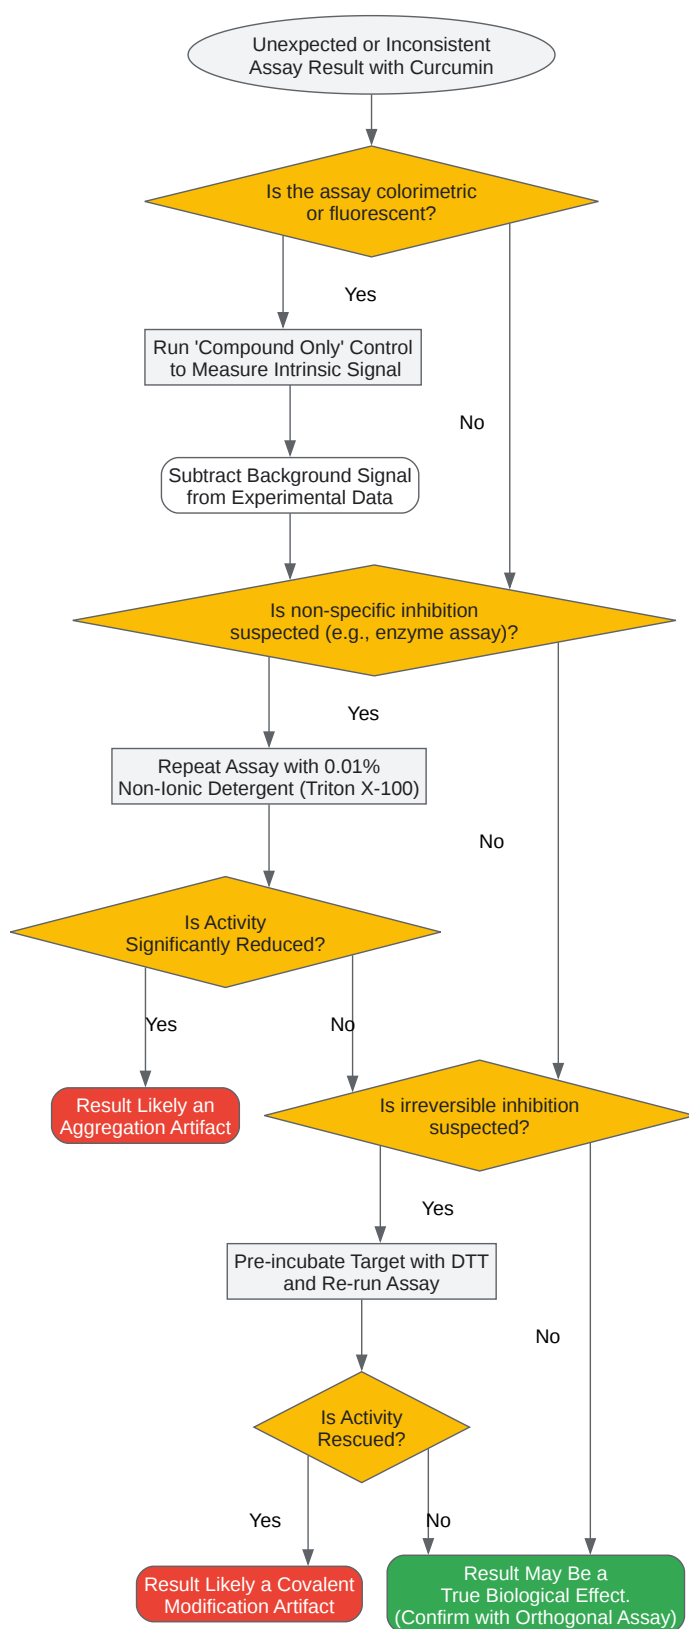 Unexpected or Inconsistent
Assay Result with Curcumin
Is the assay colorimetric
or fluorescent?
Yes
Run 'Compound Only' Control
to Measure Intrinsic Signal
No
Subtract Background Signal
from Experimental Data
Is non-specific inhibition
suspected (e.g., enzyme assay)?
Yes
Repeat Assay with 0.01%
Non-Ionic Detergent (Triton X-100)
No
Is Activity
Significantly Reduced?
Yes
No
Result Likely an
Aggregation Artifact
Is irreversible inhibition
suspected?
Yes
Pre-incubate Target with DTT
and Re-run Assay
No
Is Activity
Rescued?
Yes
No
Result Likely a Covalent
Modification Artifact
Result May Be a
True Biological Effect.
(Confirm with Orthogonal Assay)